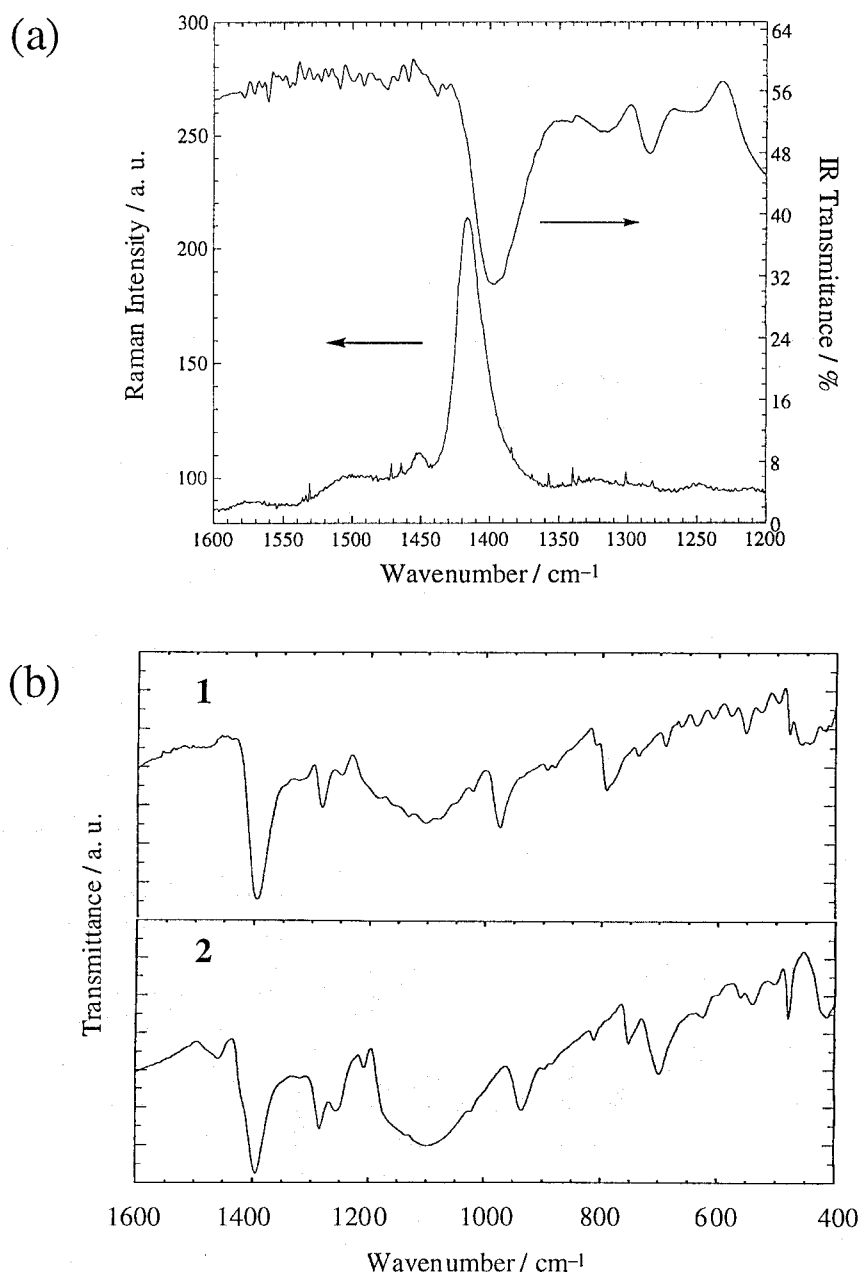 (a)
300
250
200
150
100
Raman Intensity / a. u.
64
56
48
40
32
24
16
8
0
IR Transmittance / %
1600 1550 1500 1450 1400 1350 1300 1250 1200
Wavenumber / cm⁻¹
(b)
1
2
Transmittance / a. u.
1600 1400 1200 1000 800 600 400
Wavenumber / cm⁻¹